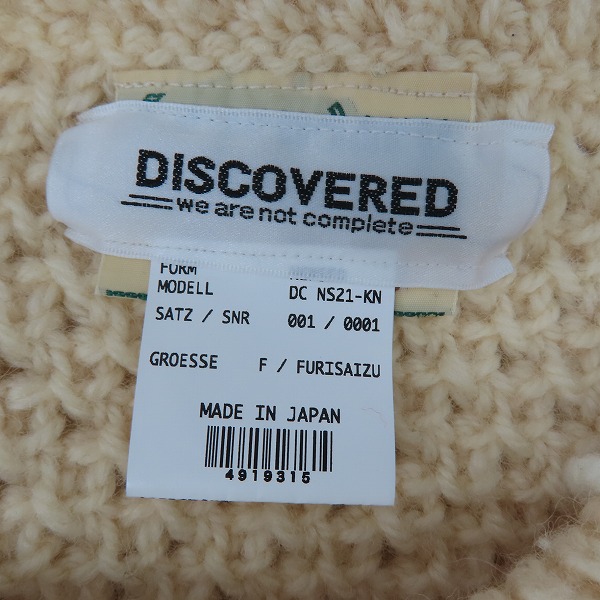 DISCOVERED
we are not complete
FORM
MODELL DC NS21-KN
SATZ / SNR 001 / 0001
GROESSE F / FURISAIZU
MADE IN JAPAN
4919315